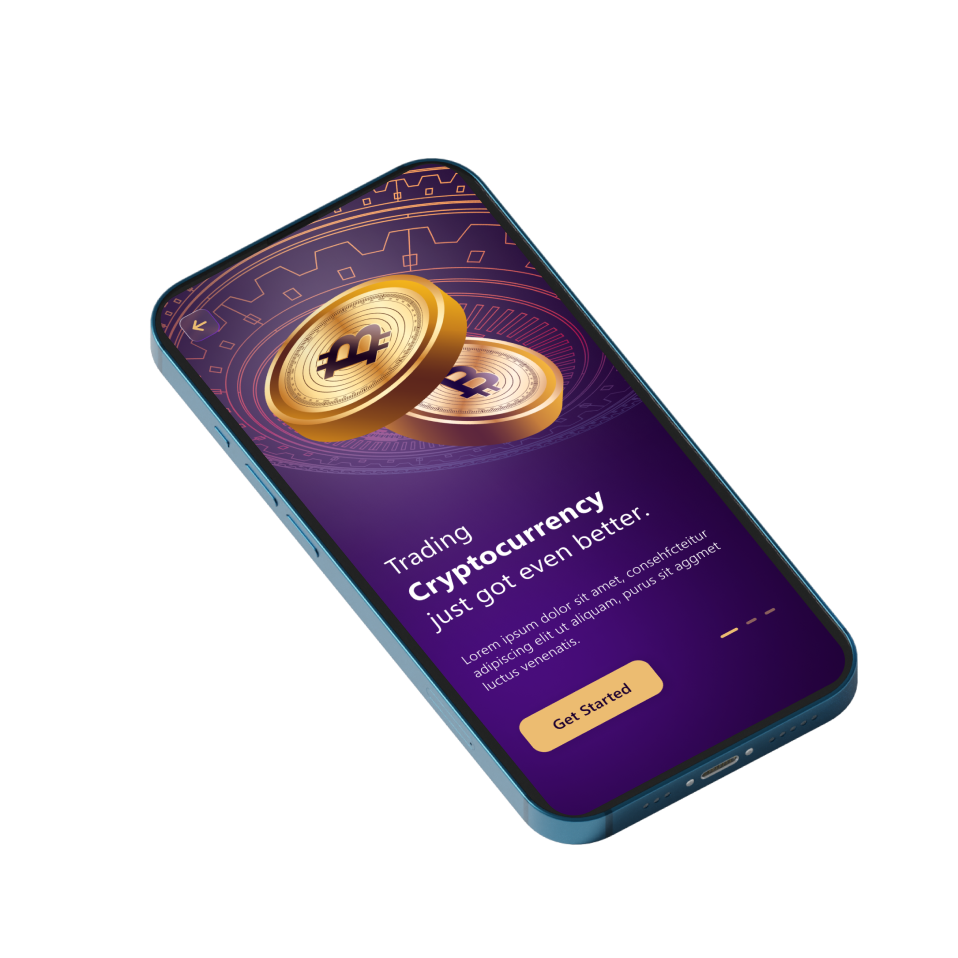 Trading
Cryptocurrency
just got even better.
Lorem ipsum dolor sit amet, consehfcteitur
adipiscing elit ut aliquam, purus sit aggmet
luctus venenatis.
Get Started